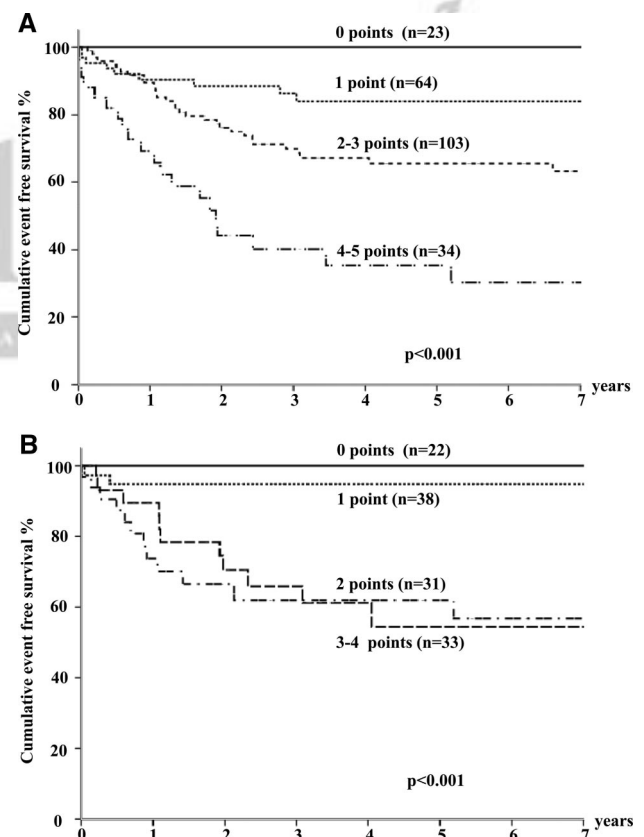 A
0 points (n=23)
100
1 point (n=64)
80
2-3 points (n=103)
60
4-5 points (n=34)
40
20
p<0.001
0
0 1 2 3 4 5 6 7 years
Cumulative event free survival %
B
0 points (n=22)
100
1 point (n=38)
80
2 points (n=31)
60
3-4 points (n=33)
40
20
p<0.001
0
0 1 2 3 4 5 6 7 years
Cumulative event free survival %